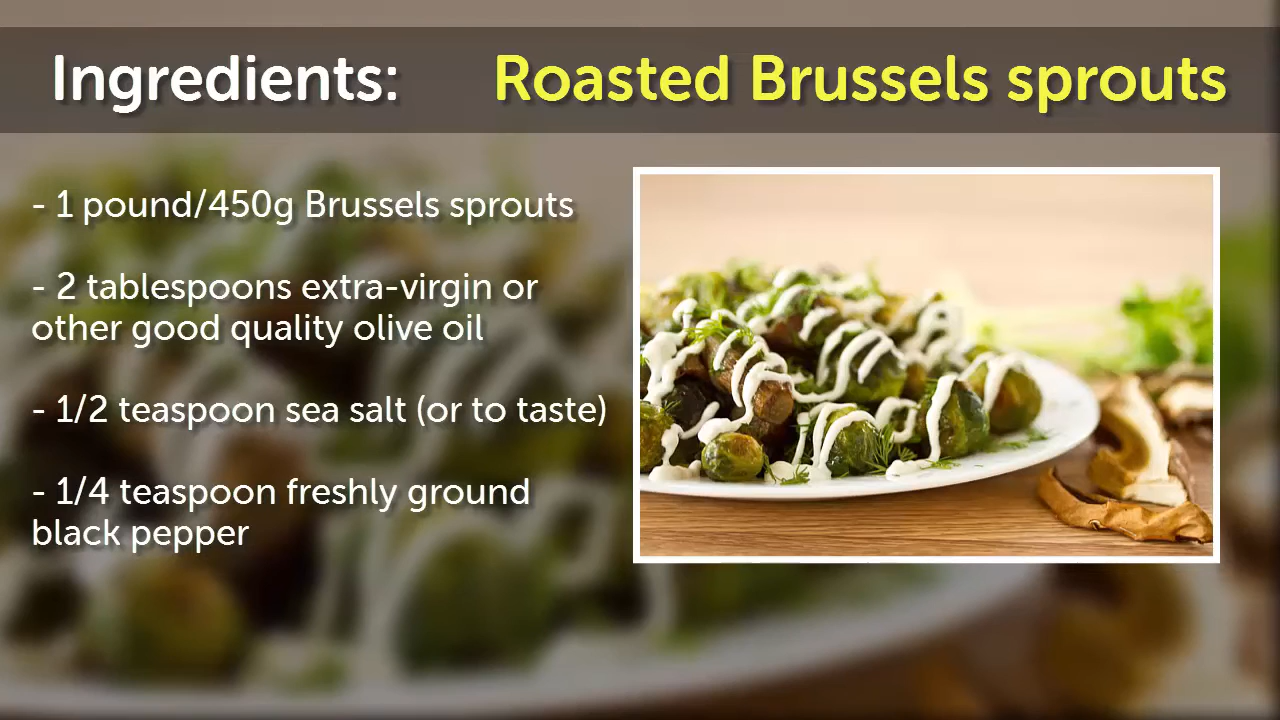 Ingredients: Roasted Brussels sprouts
- 1 pound/450g Brussels sprouts
- 2 tablespoons extra-virgin or
other good quality olive oil
- 1/2 teaspoon sea salt (or to taste)
- 1/4 teaspoon freshly ground
black pepper